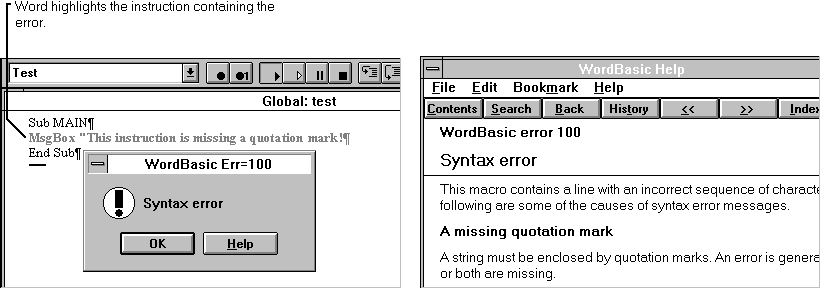 Word highlights the instruction containing the
error.
Test
Global: test
Sub MAIN¶
MsgBox "This instruction is missing a quotation mark!¶
End Sub¶
WordBasic Err=100
Syntax error
OK Help
WordBasic Help
File Edit Bookmark Help
Contents Search Back History << >> Index
WordBasic error 100
Syntax error
This macro contains a line with an incorrect sequence of characte
following are some of the causes of syntax error messages.
A missing quotation mark
A string must be enclosed by quotation marks. An error is genera
or both are missing.